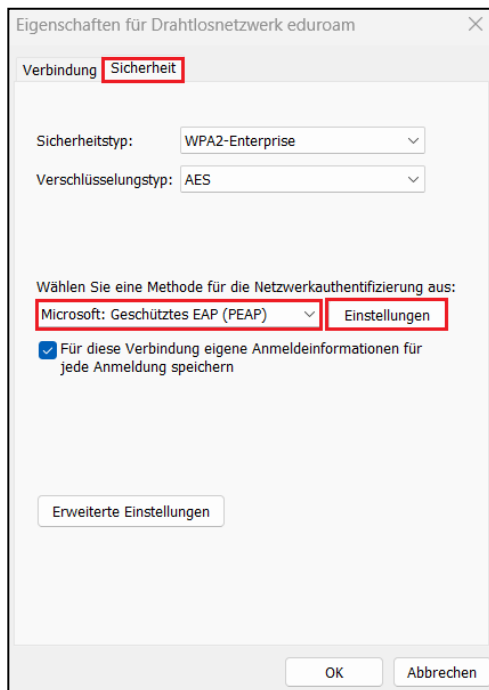 Eigenschaften für Drahtlosnetzwerk eduroam
Verbindung Sicherheit
Sicherheitstyp: WPA2-Enterprise
Verschlüsselungstyp: AES
Wählen Sie eine Methode für die Netzwerkauthentifizierung aus:
Microsoft: Geschütztes EAP (PEAP) Einstellungen
Für diese Verbindung eigene Anmeldeinformationen für
jede Anmeldung speichern
Erweiterte Einstellungen
OK Abbrechen